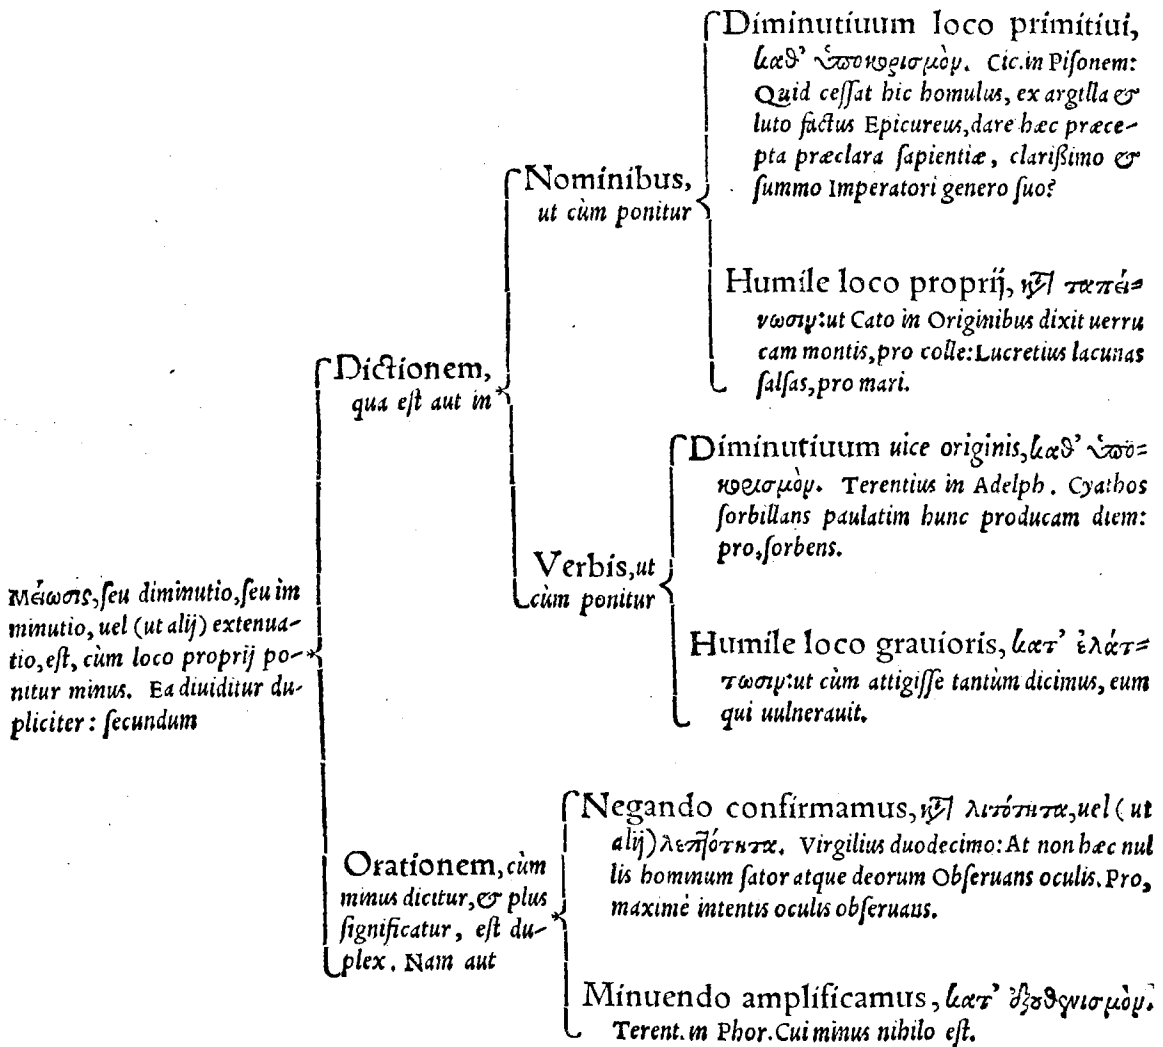 Μείωσις, ſeu diminutio, ſeu im
minutio, uel (ut alij) extenua-
tio, eſt, cùm loco proprij po-
nitur minus. Ea diuiditur du-
pliciter: ſecundum
Dictionem,
qua eſt aut in
Nominibus,
ut cùm ponitur
Diminutiuum loco primitiui,
καθ' ὑποκορισμὸν. Cic. in Piſonem:
Quid ceſſat hic homulus, ex argilla &
luto factus Epicureus, dare hæc præce-
pta præclara ſapientiæ, clarißimo &
ſummo Imperatori genero ſuo?
Humile loco proprij, κατὰ ταπεί=
νωσιν: ut Cato in Originibus dixit uerru
cam montis, pro colle: Lucretius lacunas
ſalſas, pro mari.
Verbis, ut
cùm ponitur
Diminutiuum uice originis, καθ' ὑπο=
κορισμὸν. Terentius in Adelph. Cyathos
ſorbillans paulatim hunc producam diem:
pro, ſorbens.
Humile loco grauioris, κατ' ἐλάτ=
τωσιν: ut cùm attigiſſe tantùm dicimus, eum
qui uulnerauit.
Orationem, cùm
minus dicitur, & plus
ſignificatur, eſt du-
plex. Nam aut
Negando confirmamus, κατὰ λιτότητα, uel (ut
alij) λεπτότητα. Virgilius duodecimo: At non hæc nul
lis hominum ſator atque deorum Obſeruans oculis. Pro,
maximè intentis oculis obſeruans.
Minuendo amplificamus, κατ' ἐξουθενισμὸν.
Terent. in Phor. Cui minus nihilo eſt.